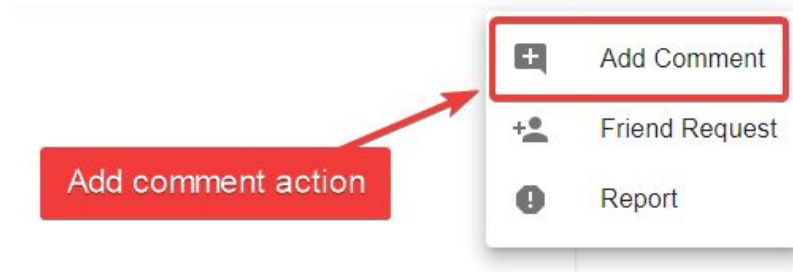 Add Comment
Friend Request
Add comment action
Report